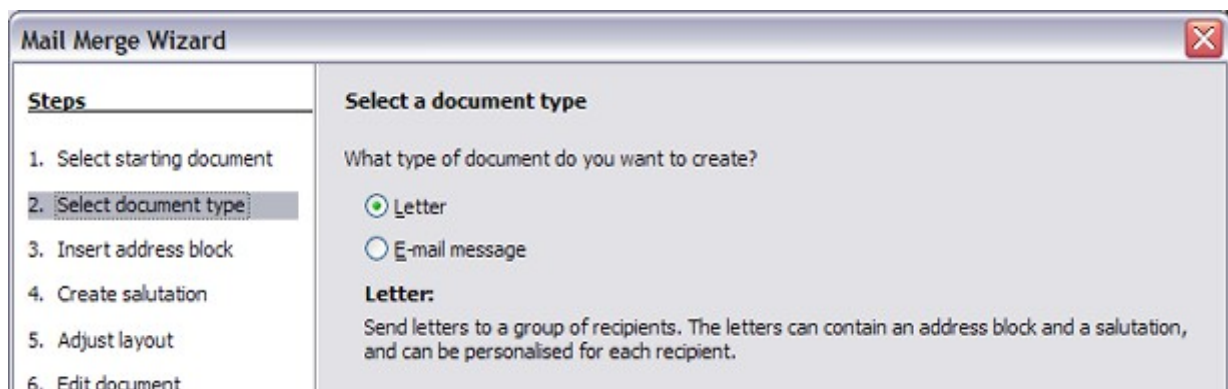 Mail Merge Wizard
Steps
1. Select starting document
2. Select document type
3. Insert address block
4. Create salutation
5. Adjust layout
6. Edit document
Select a document type
What type of document do you want to create?
Letter
E-mail message
Letter:
Send letters to a group of recipients. The letters can contain an address block and a salutation,
and can be personalised for each recipient.